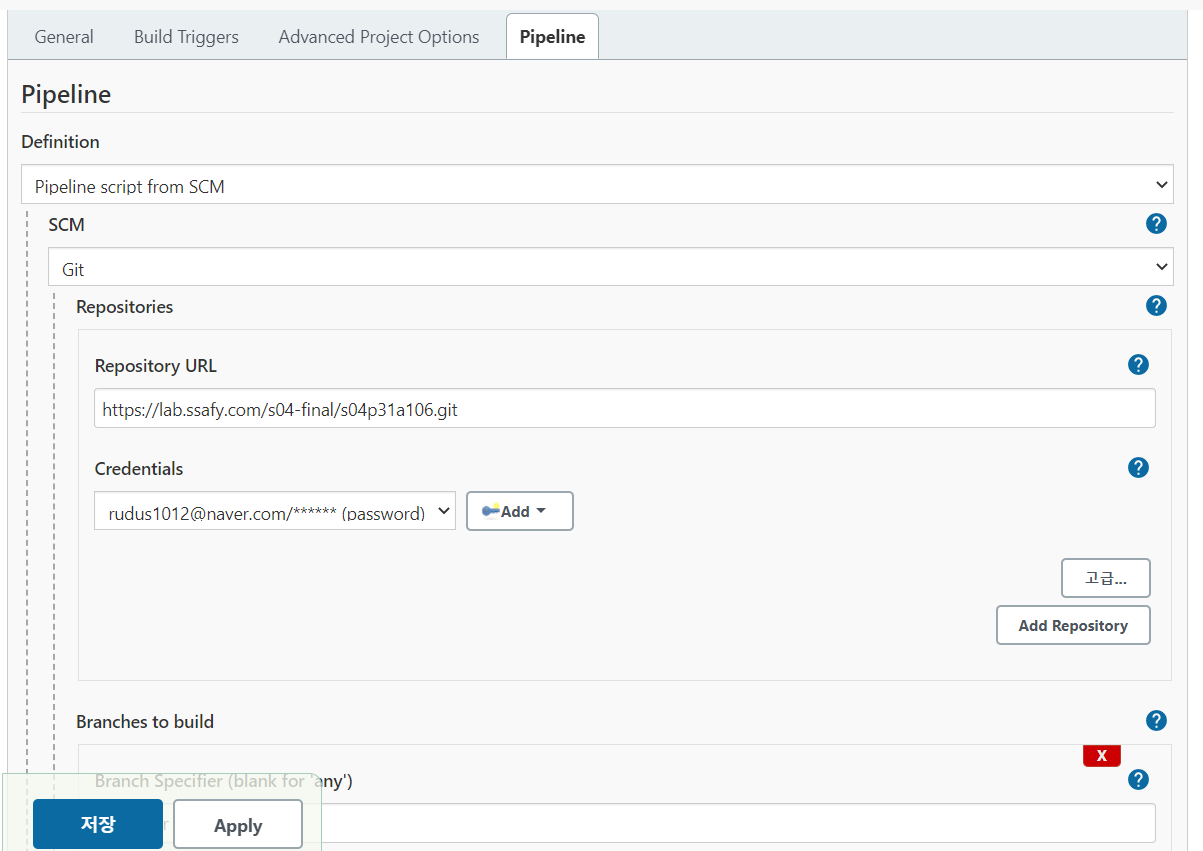 General Build Triggers Advanced Project Options Pipeline
Pipeline
Definition
Pipeline script from SCM
SCM
?
Git
Repositories
?
Repository URL
?
https://lab.ssafy.com/s04-final/s04p31a106.git
Credentials
?
rudus1012@naver.com/****** (password)
Add
고급...
Add Repository
Branches to build
?
X
Branch Specifier (blank for 'any')
?
저장
Apply